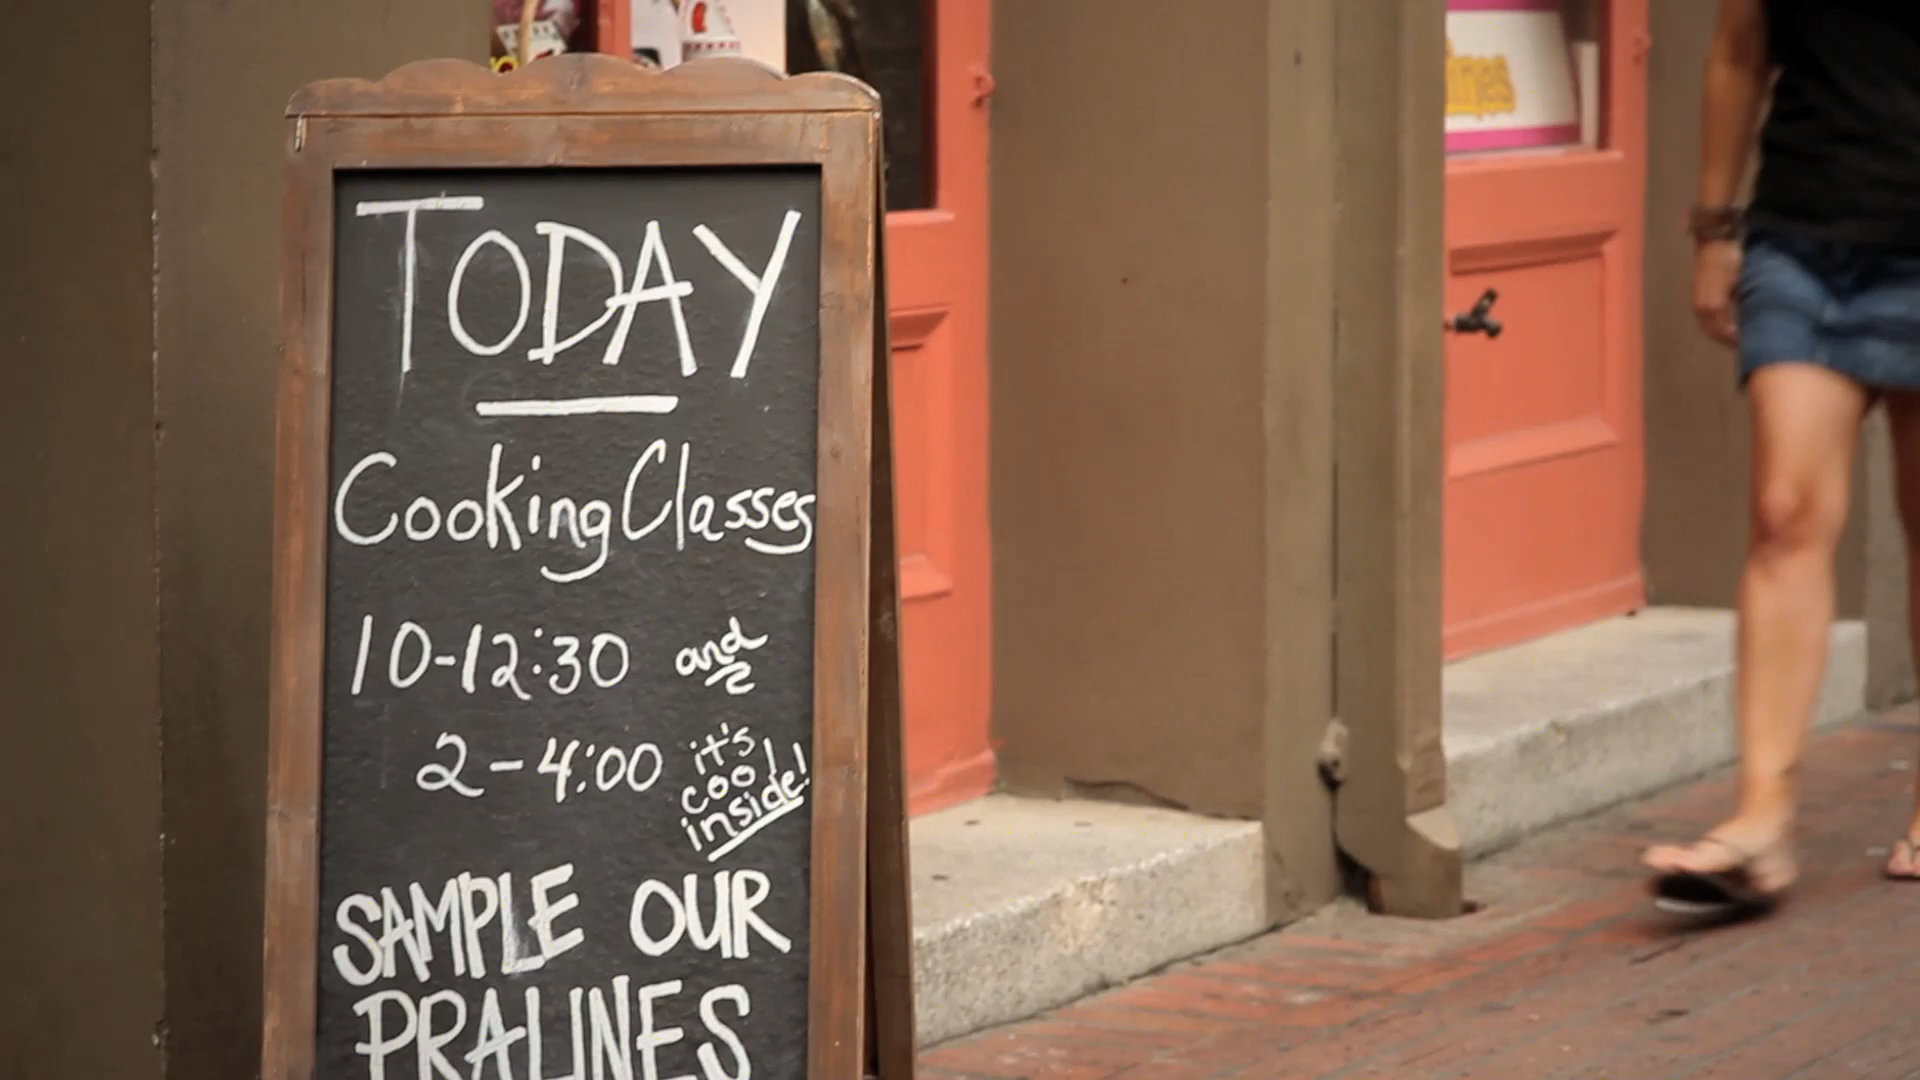 TODAY
Cooking Classes
10-12:30 and
2-4:00 it's
cool!
inside!
SAMPLE OUR
PRALINES